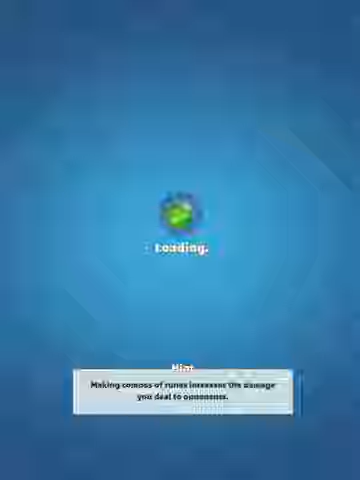 Loading.
Hint
Making combos of runes increases the damage
you deal to opponents.